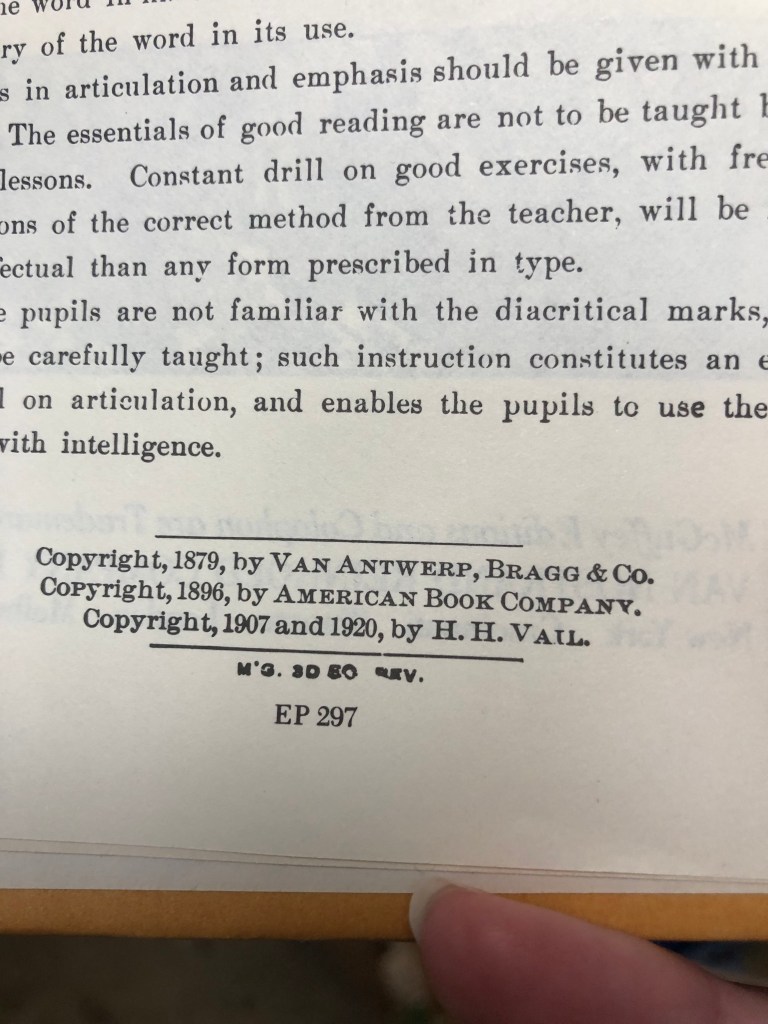 ry of the word in its use.
s in articulation and emphasis should be given with
The essentials of good reading are not to be taught
lessons. Constant drill on good exercises, with fre
ons of the correct method from the teacher, will be
ectual than any form prescribed in type.
e pupils are not familiar with the diacritical marks,
e carefully taught; such instruction constitutes an e
l on articulation, and enables the pupils to use the
with intelligence.
Copyright, 1879, by VAN ANTWERP, BRAGG & CO.
Copyright, 1896, by AMERICAN BOOK COMPANY.
Copyright, 1907 and 1920, by H. H. VAIL.
M'G. 3D EC REV.
EP 297